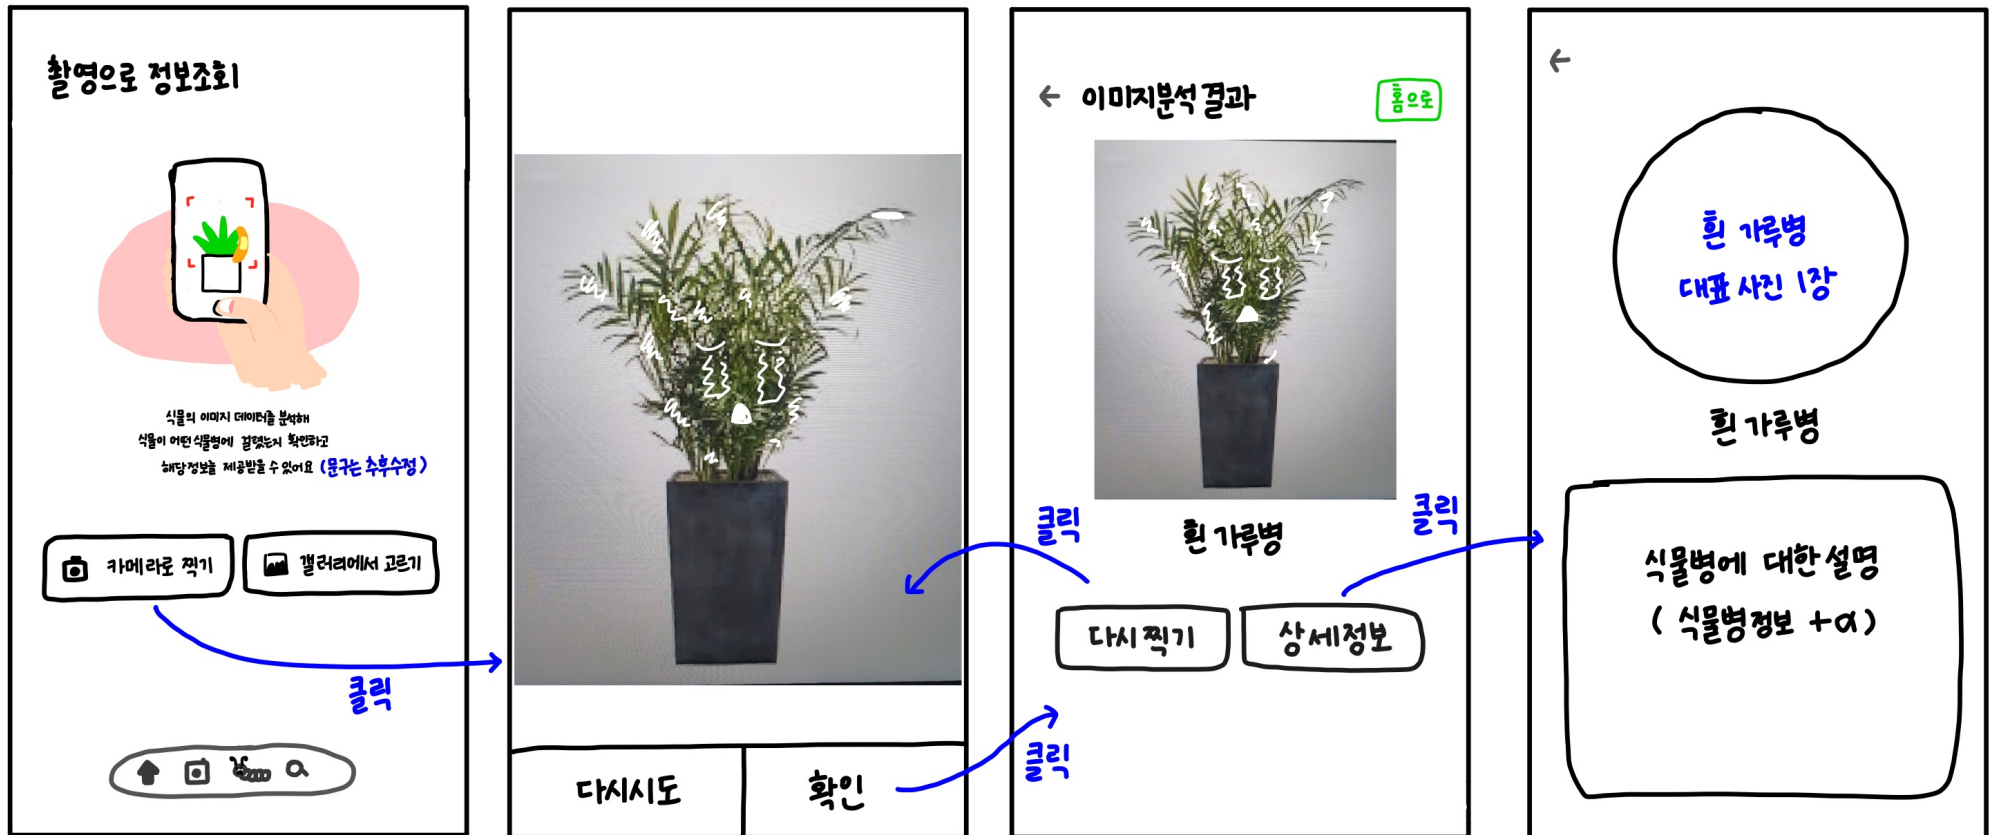 촬영으로 정보조회
식물의 이미지 데이터를 분석해
식물이 어떤 식물병에 걸렸는지 확인하고
해당정보를 제공받을 수 있어요 (문구는 추후수정)
카메라로 찍기
갤러리에서 고르기
클릭
다시시도
확인
클릭
이미지분석 결과
홈으로
흰 가루병
클릭
클릭
다시 찍기
상세정보
흰 가루병
대표 사진 1장
흰 가루병
식물병에 대한 설명
( 식물병 정보 + α )